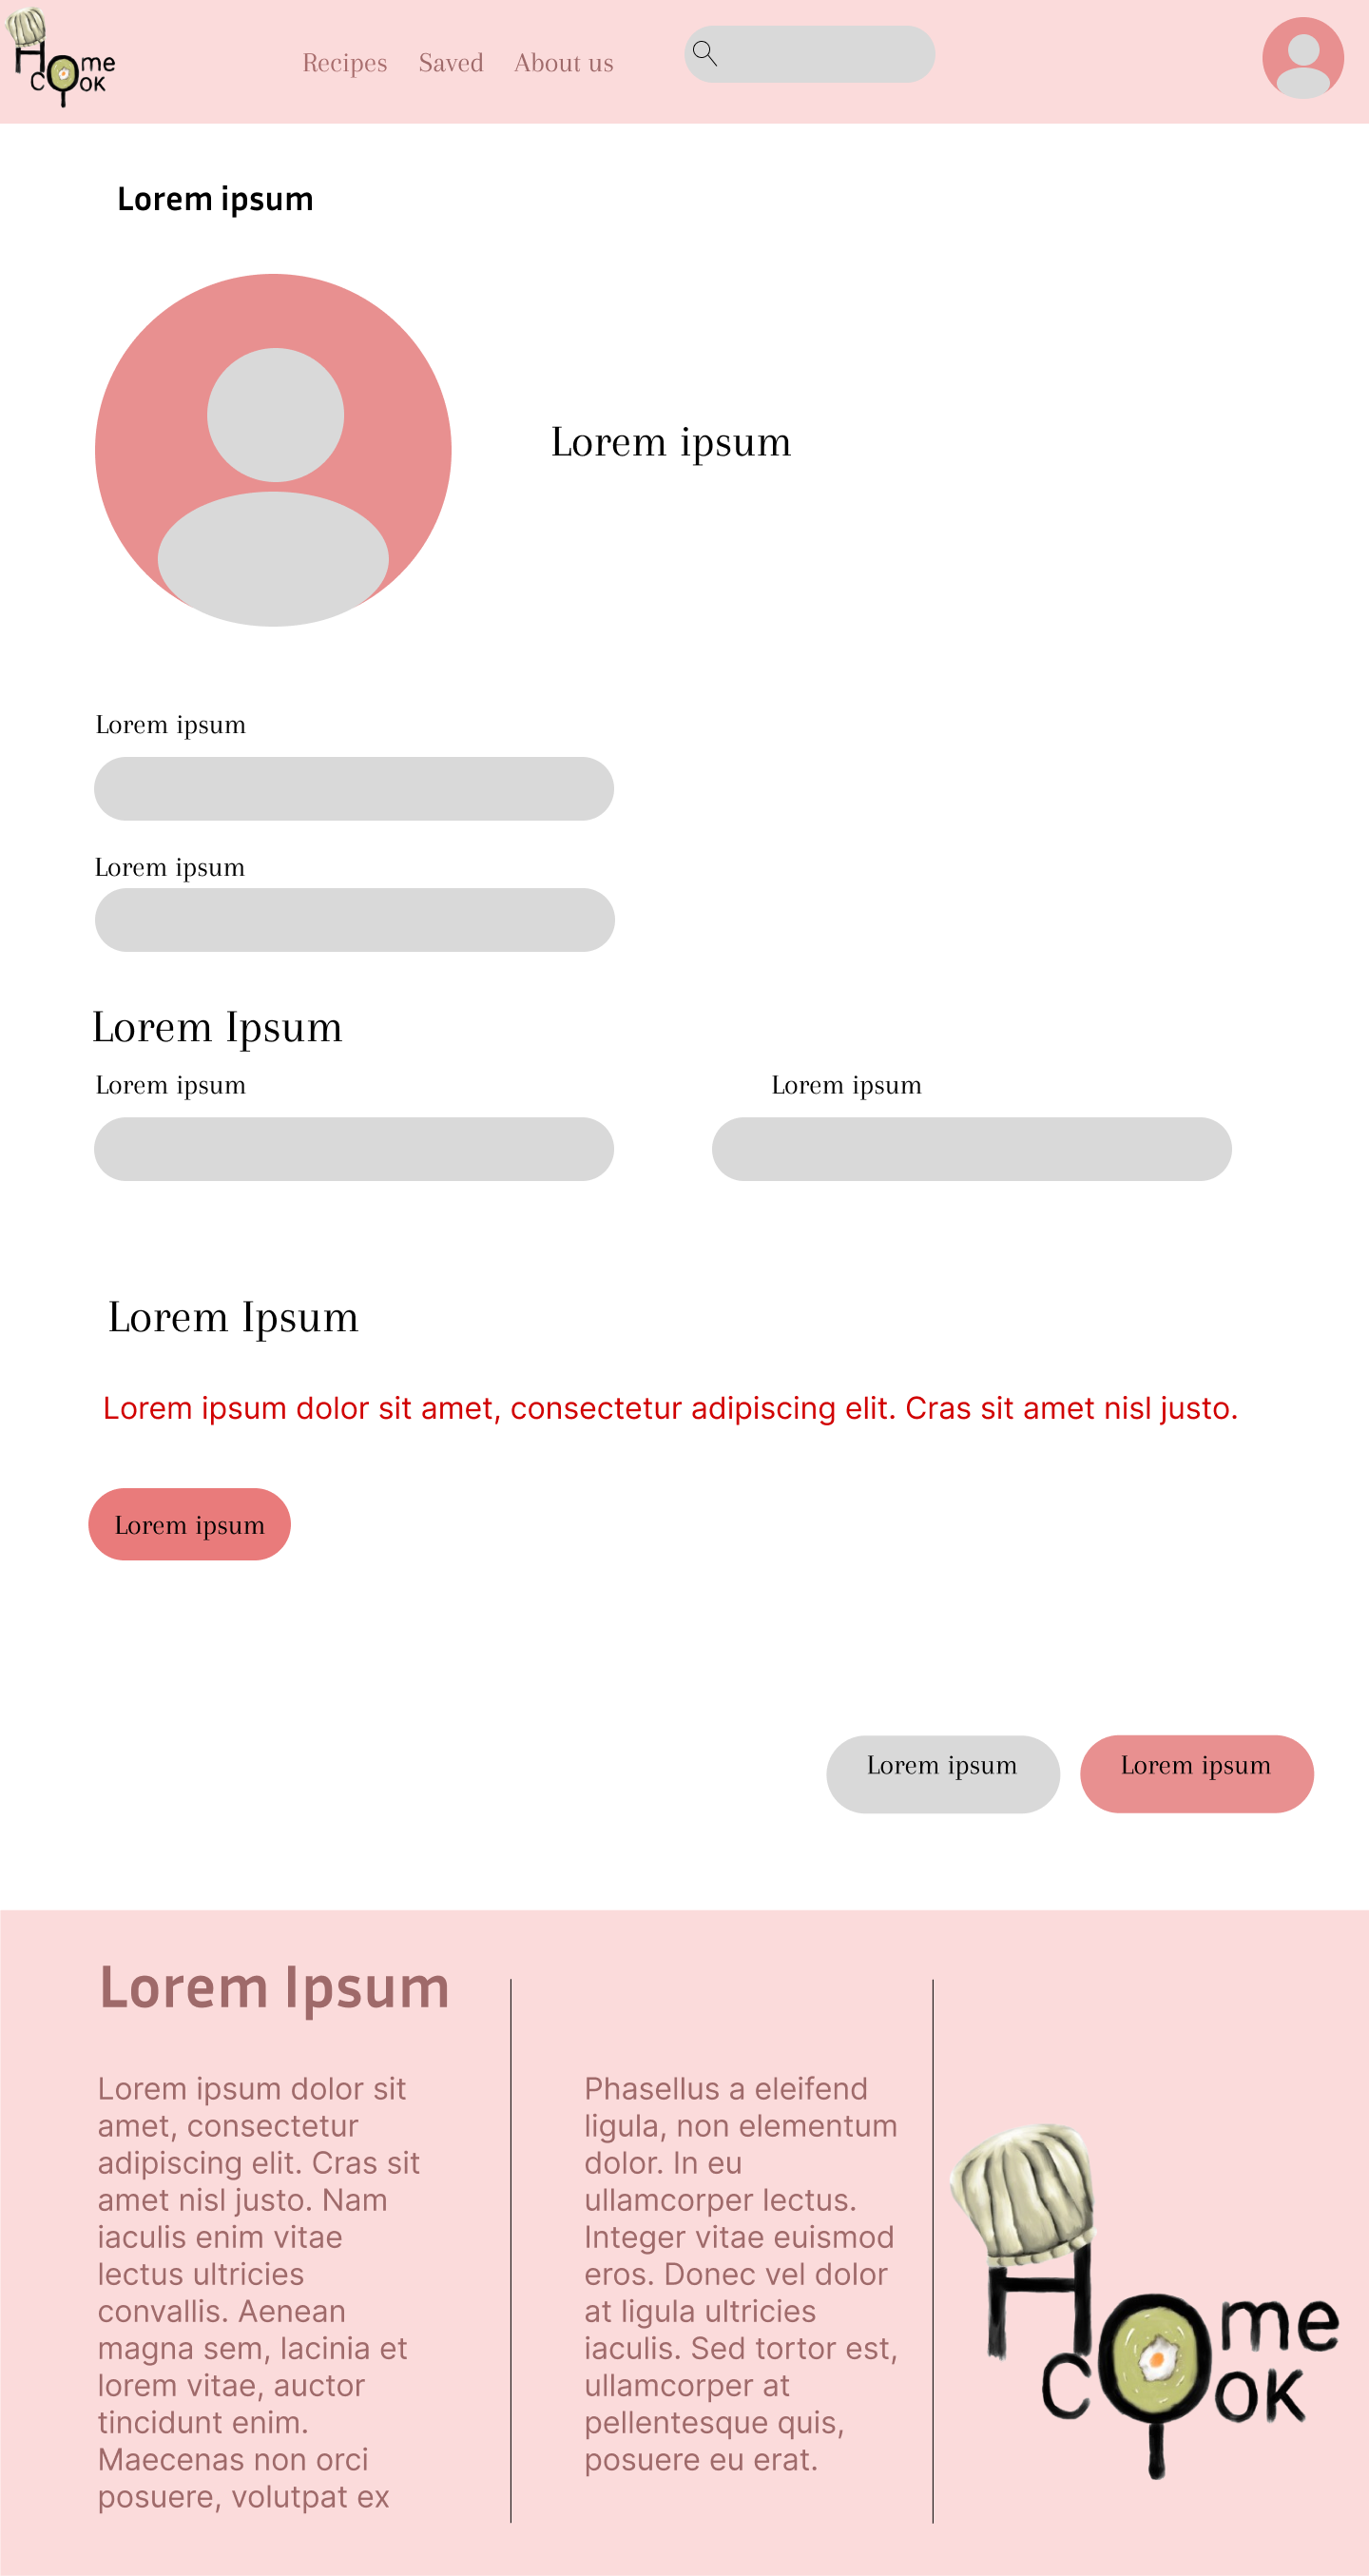 Home
Cook
Recipes Saved About us
Lorem ipsum
Lorem ipsum
Lorem ipsum
Lorem ipsum
Lorem Ipsum
Lorem ipsum Lorem ipsum
Lorem Ipsum
Lorem ipsum dolor sit amet, consectetur adipiscing elit. Cras sit amet nisl justo.
Lorem ipsum
Lorem ipsum Lorem ipsum
Lorem Ipsum
Lorem ipsum dolor sit
amet, consectetur
adipiscing elit. Cras sit
amet nisl justo. Nam
iaculis enim vitae
lectus ultricies
convallis. Aenean
magna sem, lacinia et
lorem vitae, auctor
tincidunt enim.
Maecenas non orci
posuere, volutpat ex
Phasellus a eleifend
ligula, non elementum
dolor. In eu
ullamcorper lectus.
Integer vitae euismod
eros. Donec vel dolor
at ligula ultricies
iaculis. Sed tortor est,
ullamcorper at
pellentesque quis,
posuere eu erat.
Home
Cook